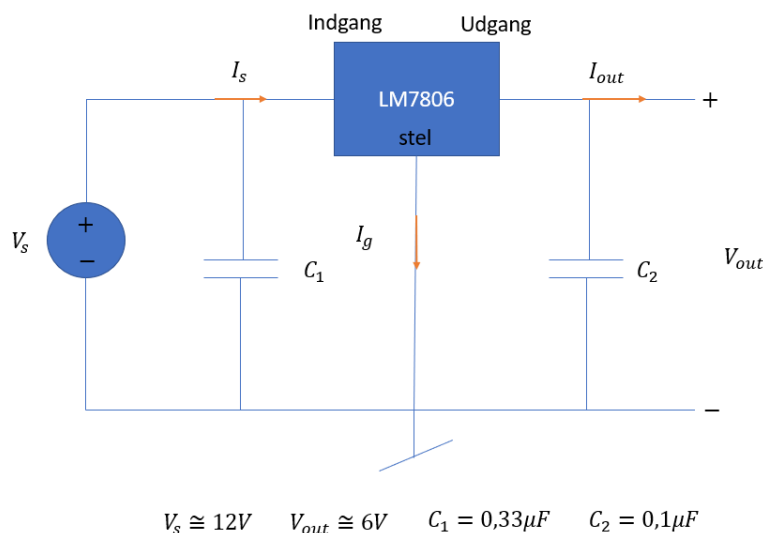 Indgang Udgang
I_s I_out
LM7806
+
stel
+
V_s
−
I_g
C_1
C_2
V_out
−
V_s ≅ 12V V_out ≅ 6V C_1 = 0,33μF C_2 = 0,1μF